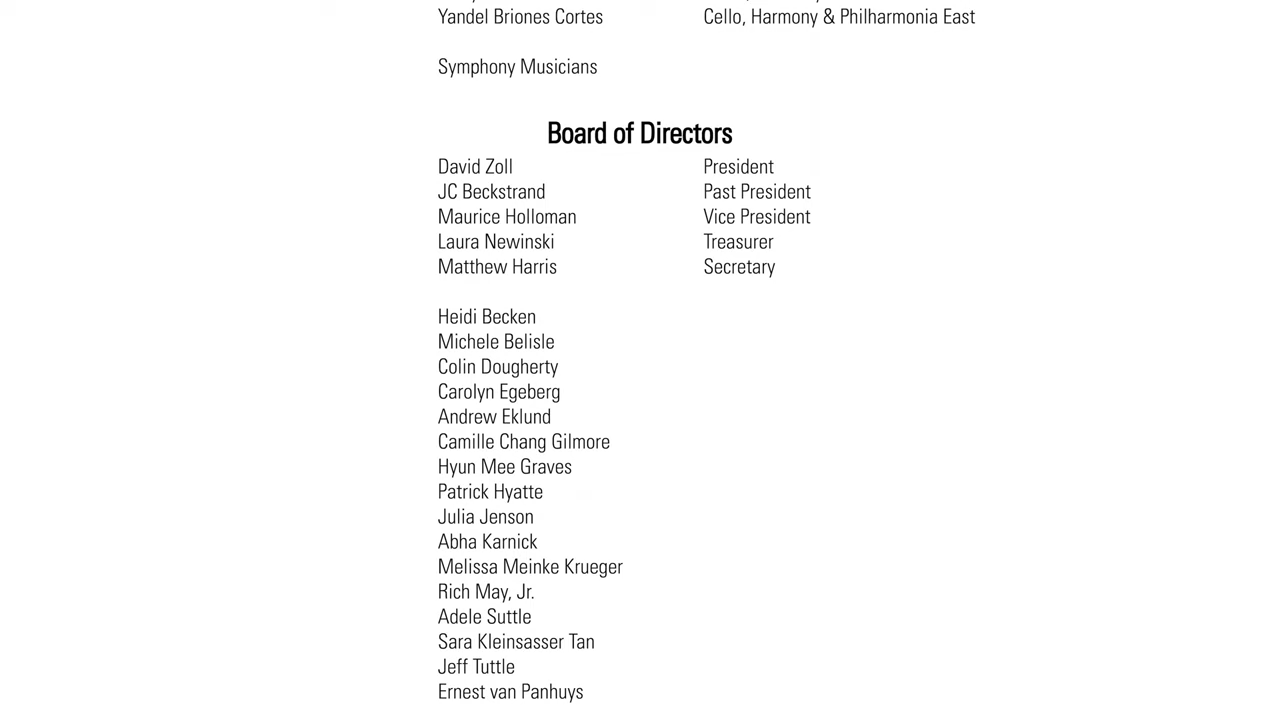 Yandel Briones Cortes Cello, Harmony & Philharmonia East
Symphony Musicians
Board of Directors
David Zoll President
JC Beckstrand Past President
Maurice Holloman Vice President
Laura Newinski Treasurer
Matthew Harris Secretary
Heidi Becken
Michele Belisle
Colin Dougherty
Carolyn Egeberg
Andrew Eklund
Camille Chang Gilmore
Hyun Mee Graves
Patrick Hyatte
Julia Jenson
Abha Karnick
Melissa Meinke Krueger
Rich May, Jr.
Adele Suttle
Sara Kleinsasser Tan
Jeff Tuttle
Ernest van Panhuys